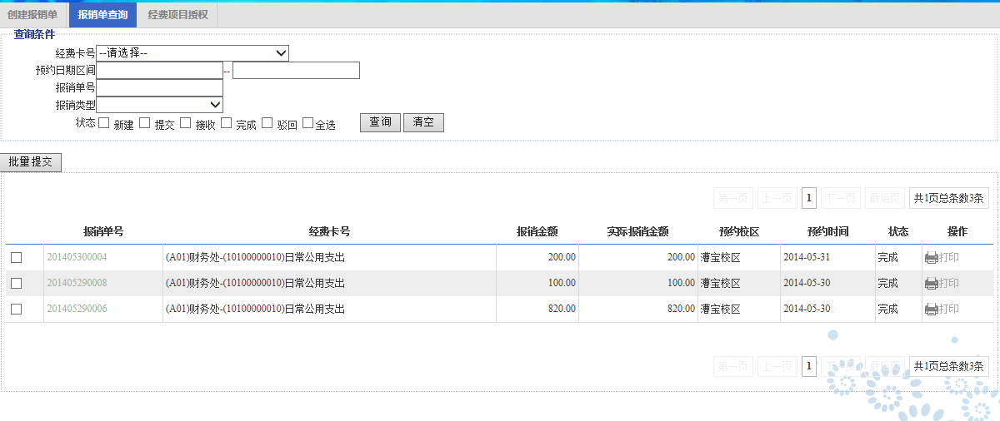 创建报销单 报销单查询 经费项目授权
查询条件
经费卡号 --请选择--
预约日期区间 --
报销单号
报销类型
状态 新建 提交 接收 完成 驳回 全选 查询 清空
批量提交
第一页 上一页 1 下一页 最后页 共1页总条数3条
报销单号 经费卡号 报销金额 实际报销金额 预约校区 预约时间 状态 操作
201405300004 (A01)财务处-(10100000010)日常公用支出 200.00 200.00 漕宝校区 2014-05-31 完成 打印
201405290008 (A01)财务处-(10100000010)日常公用支出 100.00 100.00 漕宝校区 2014-05-30 完成 打印
201405290006 (A01)财务处-(10100000010)日常公用支出 820.00 820.00 漕宝校区 2014-05-30 完成 打印
第一页 上一页 1 下一页 最后页 共1页总条数3条